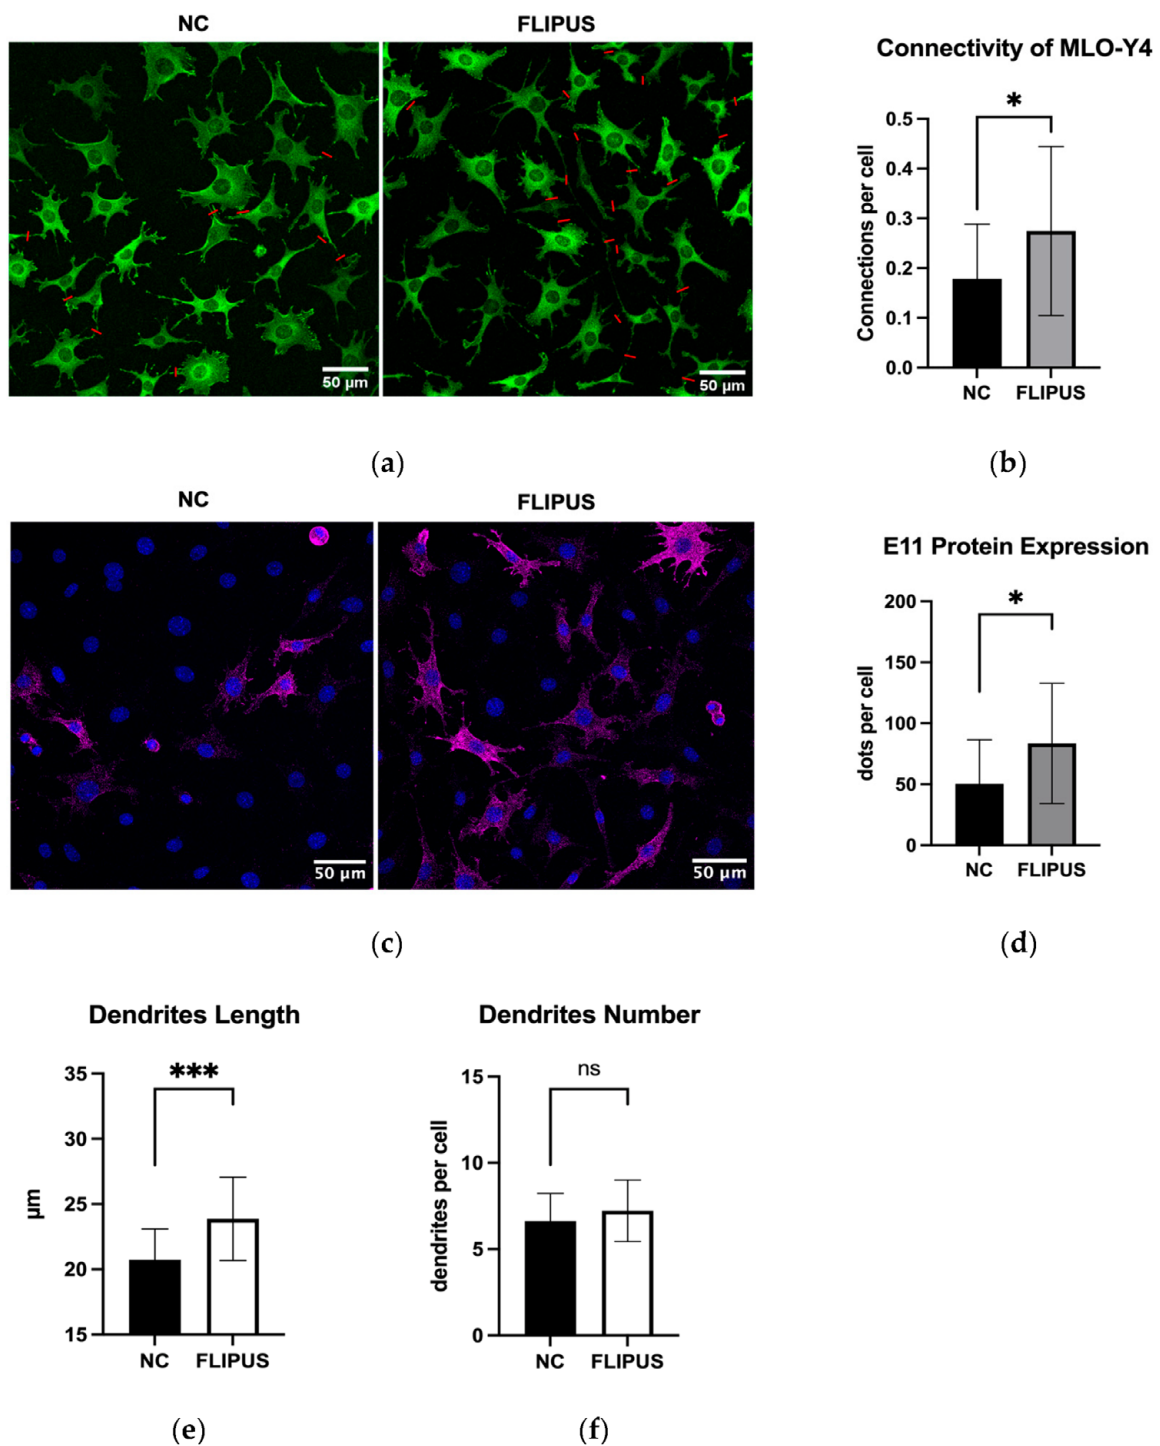 NC FLIPUS
50 µm 50 µm
(a)
Connectivity of MLO-Y4
*
Connections per cell
0.5
0.4
0.3
0.2
0.1
0.0
NC FLIPUS
(b)
NC FLIPUS
50 µm 50 µm
(c)
E11 Protein Expression
*
dots per cell
200
150
100
50
0
NC FLIPUS
(d)
Dendrites Length
***
µm
35
30
25
20
15
NC FLIPUS
(e)
Dendrites Number
ns
dendrites per cell
15
10
5
0
NC FLIPUS
(f)